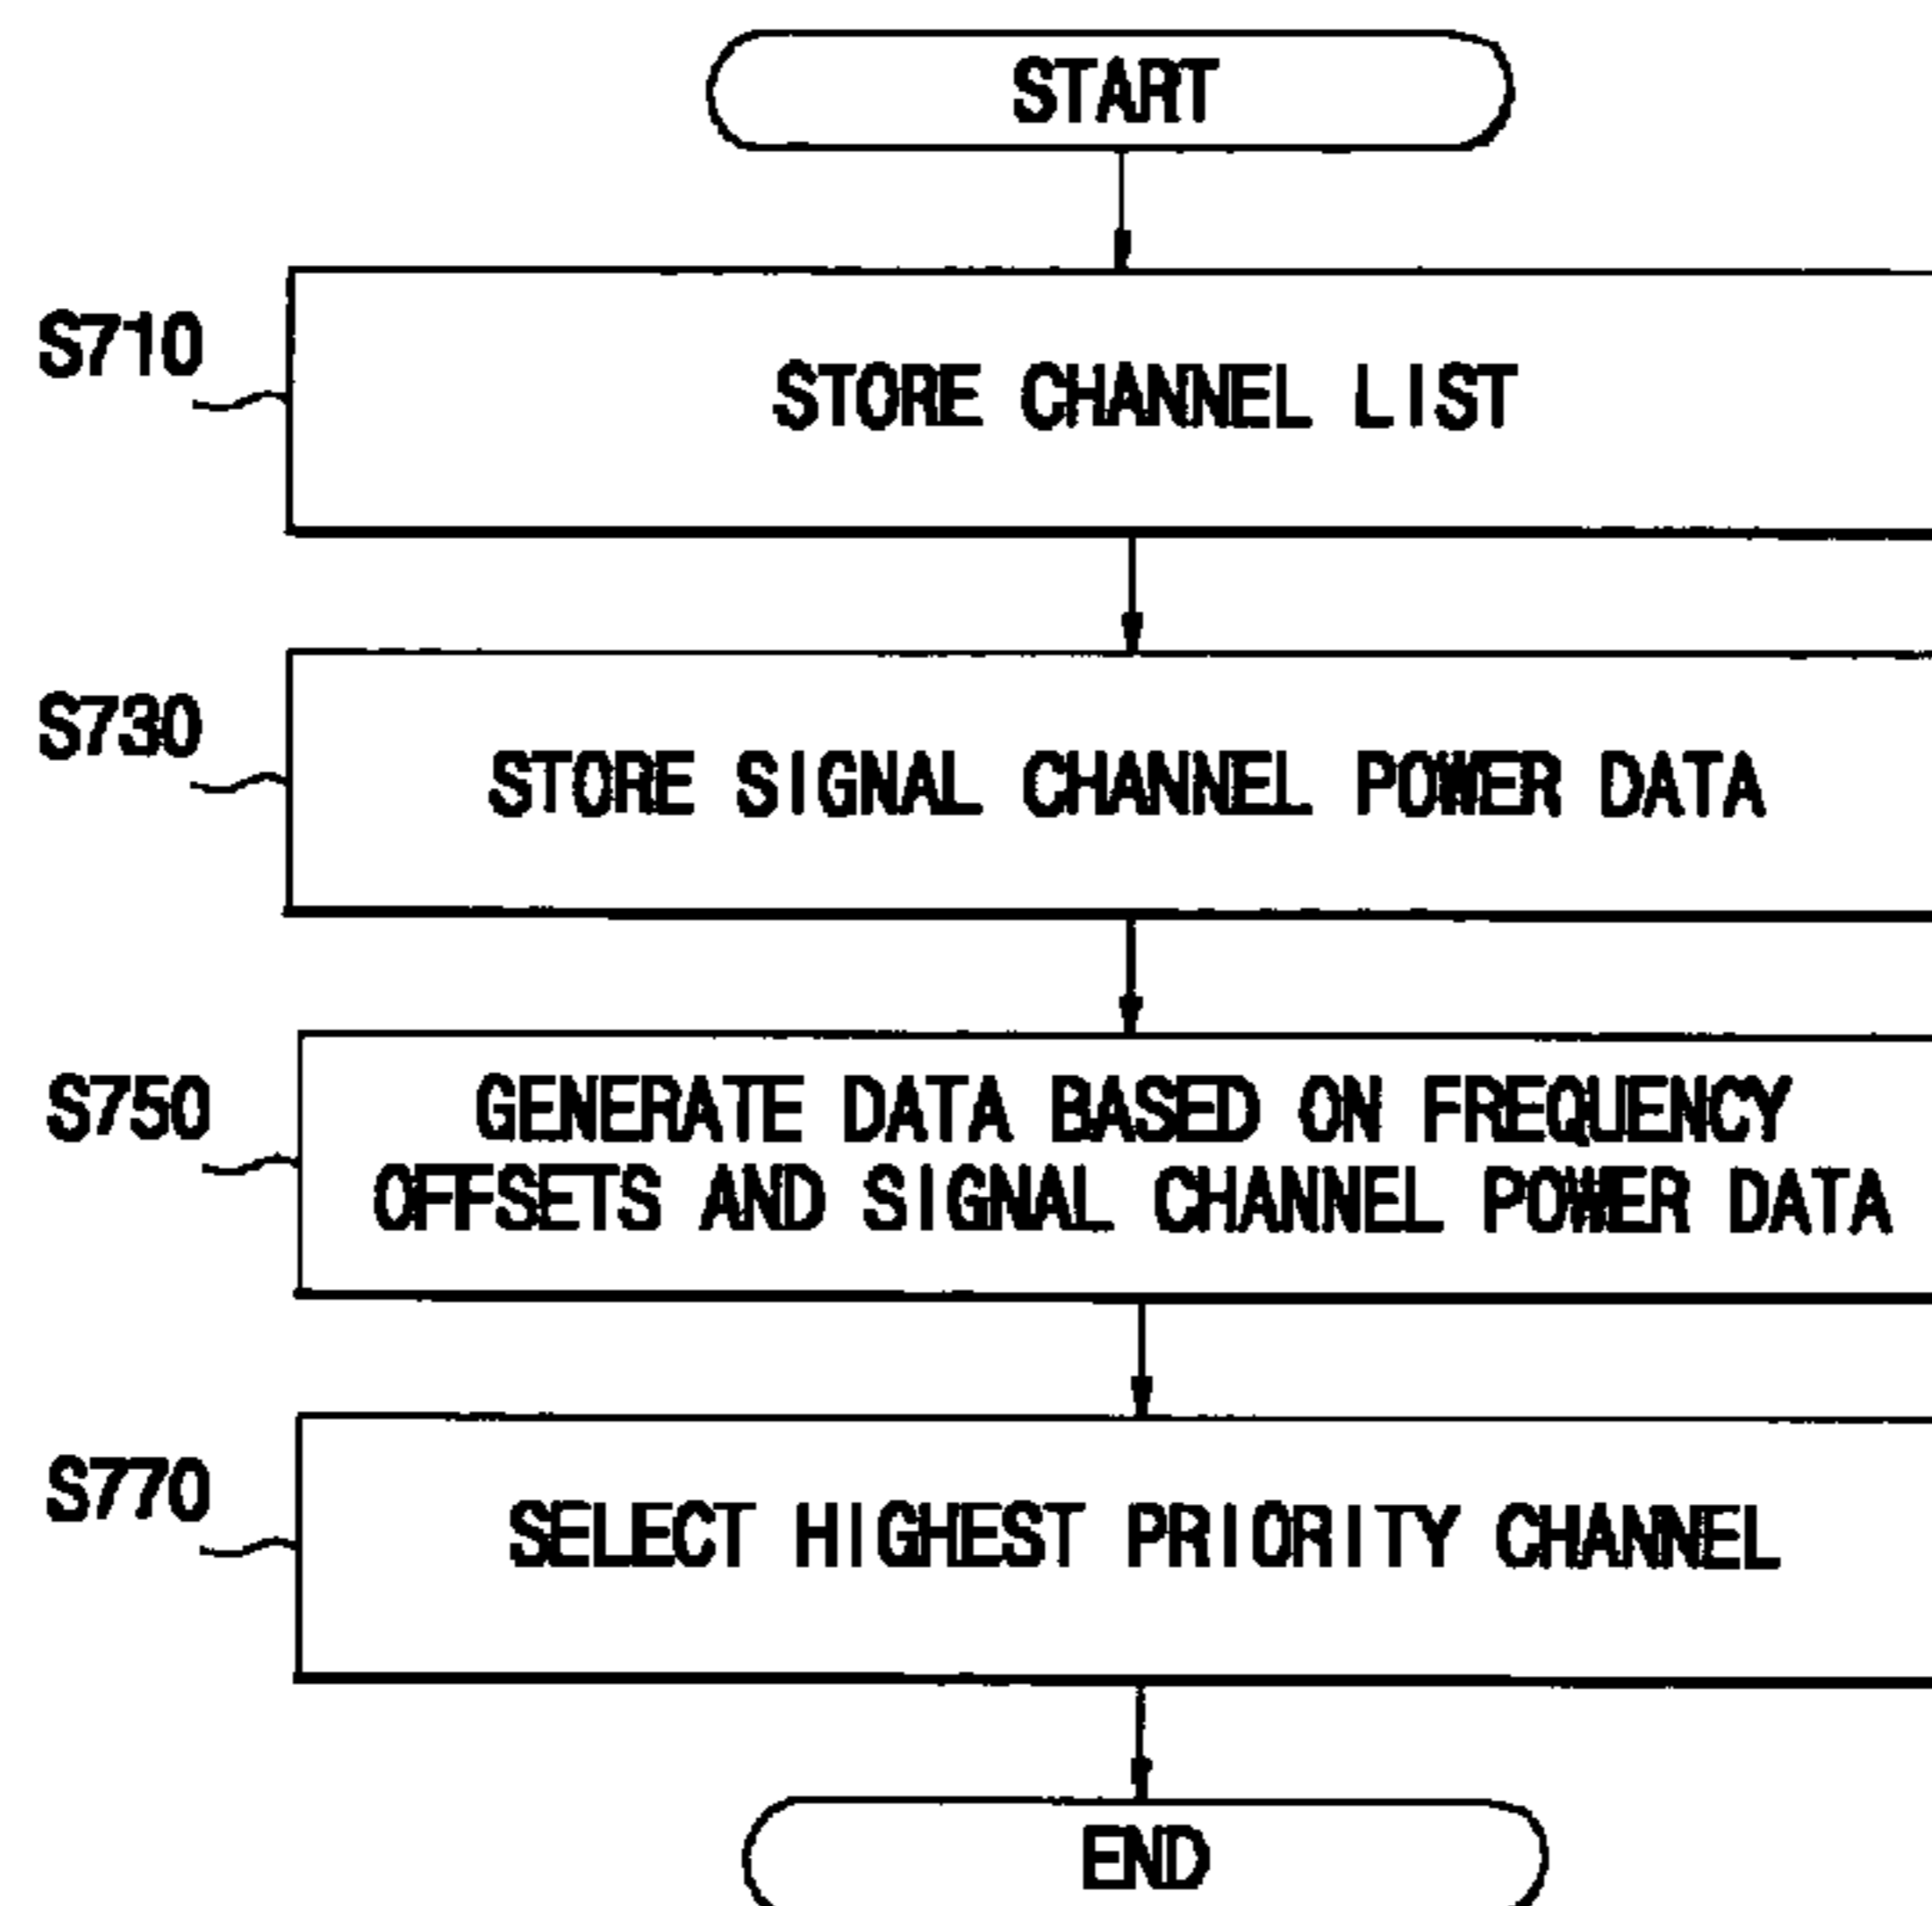 START
S710
STORE CHANNEL LIST
S730
STORE SIGNAL CHANNEL POWER DATA
S750
GENERATE DATA BASED ON FREQUENCY
OFFSETS AND SIGNAL CHANNEL POWER DATA
S770
SELECT HIGHEST PRIORITY CHANNEL
END